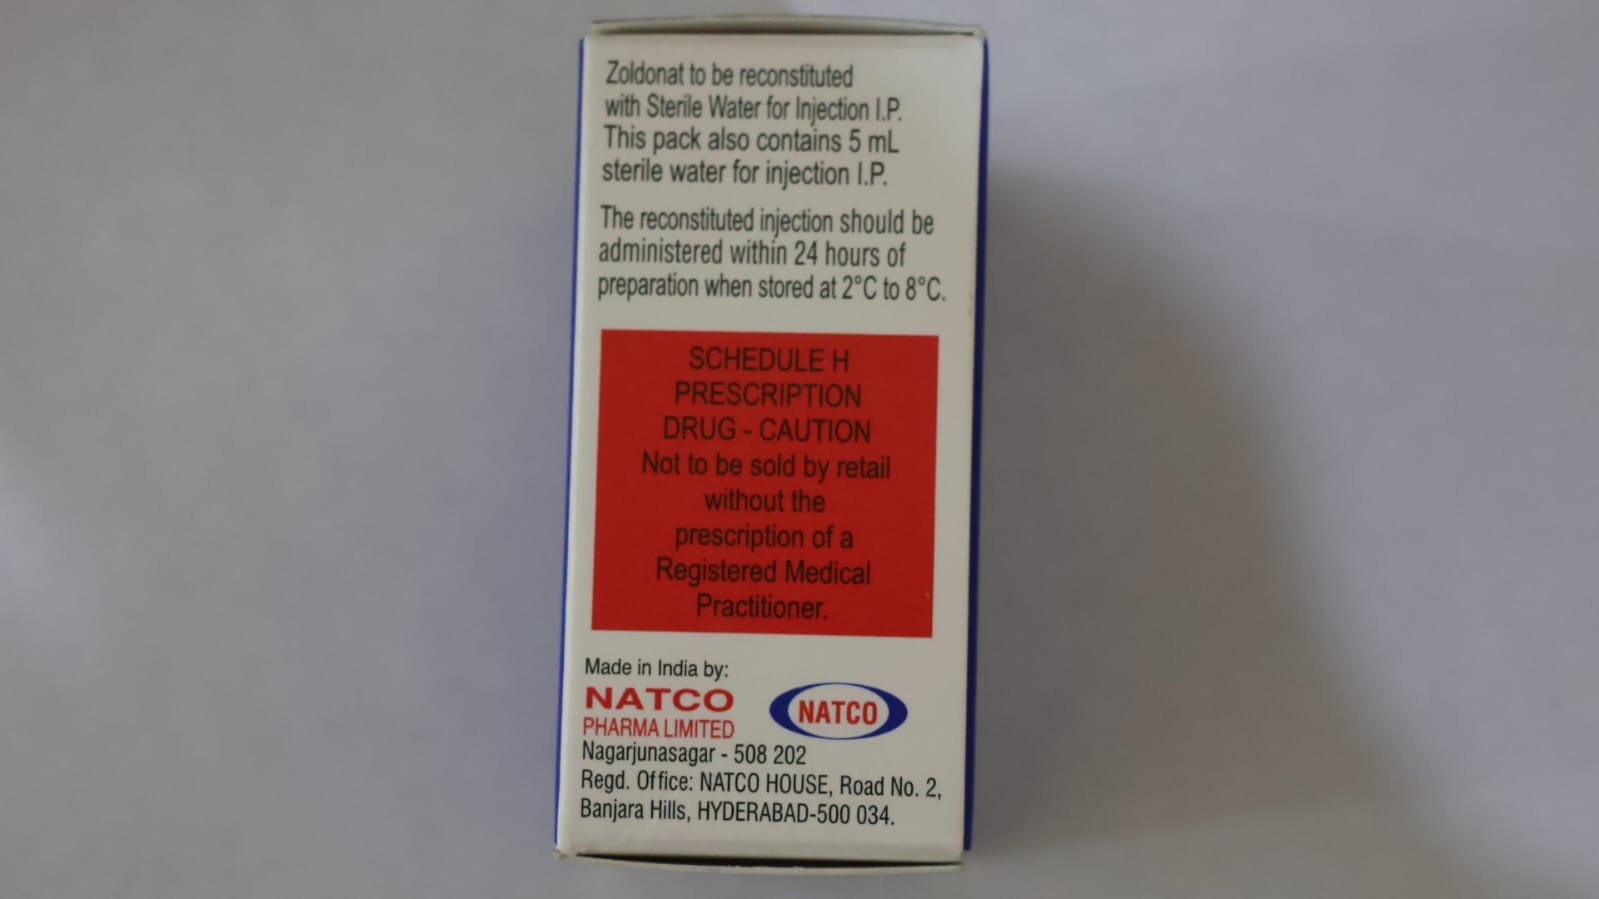 Zoldonat to be reconstituted
with Sterile Water for Injection I.P.
This pack also contains 5 mL
sterile water for injection I.P.
The reconstituted injection should be
administered within 24 hours of
preparation when stored at 2°C to 8°C.
SCHEDULE H
PRESCRIPTION
DRUG - CAUTION
Not to be sold by retail
without the
prescription of a
Registered Medical
Practitioner.
Made in India by:
NATCO
PHARMA LIMITED
NATCO
Nagarjunasagar - 508 202
Regd. Office: NATCO HOUSE, Road No. 2,
Banjara Hills, HYDERABAD-500 034.